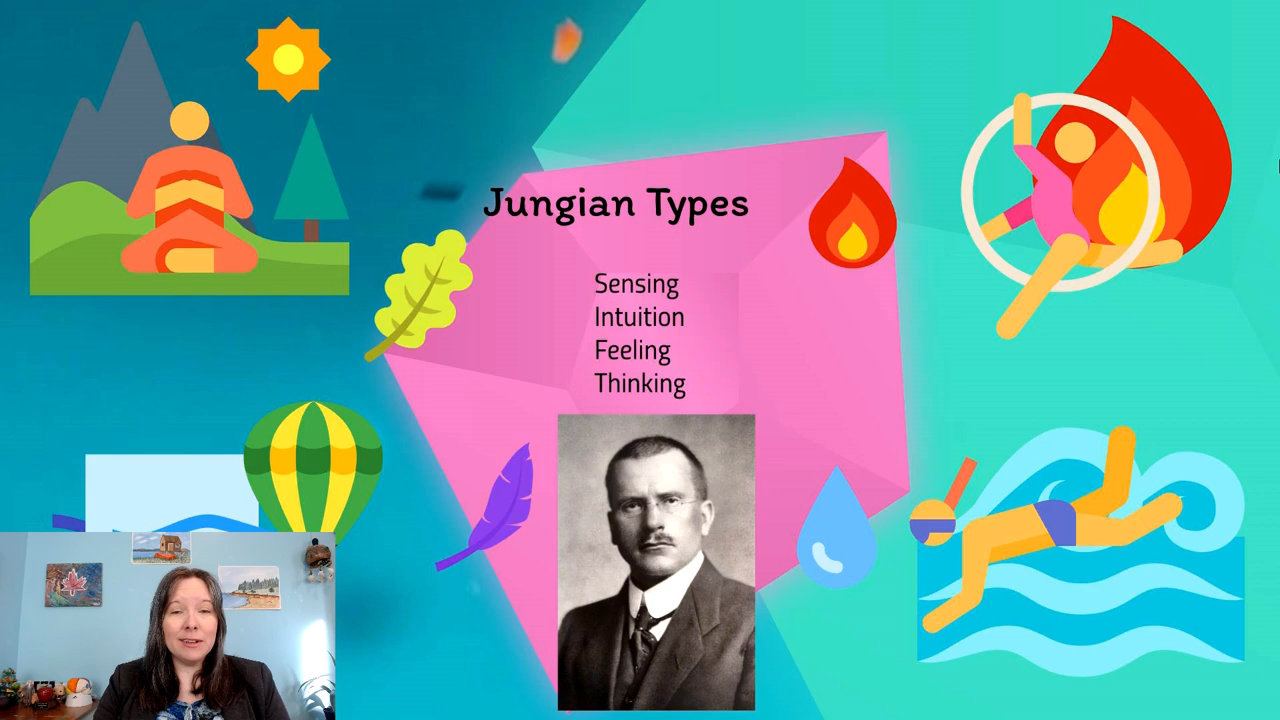 Jungian Types
Sensing
Intuition
Feeling
Thinking